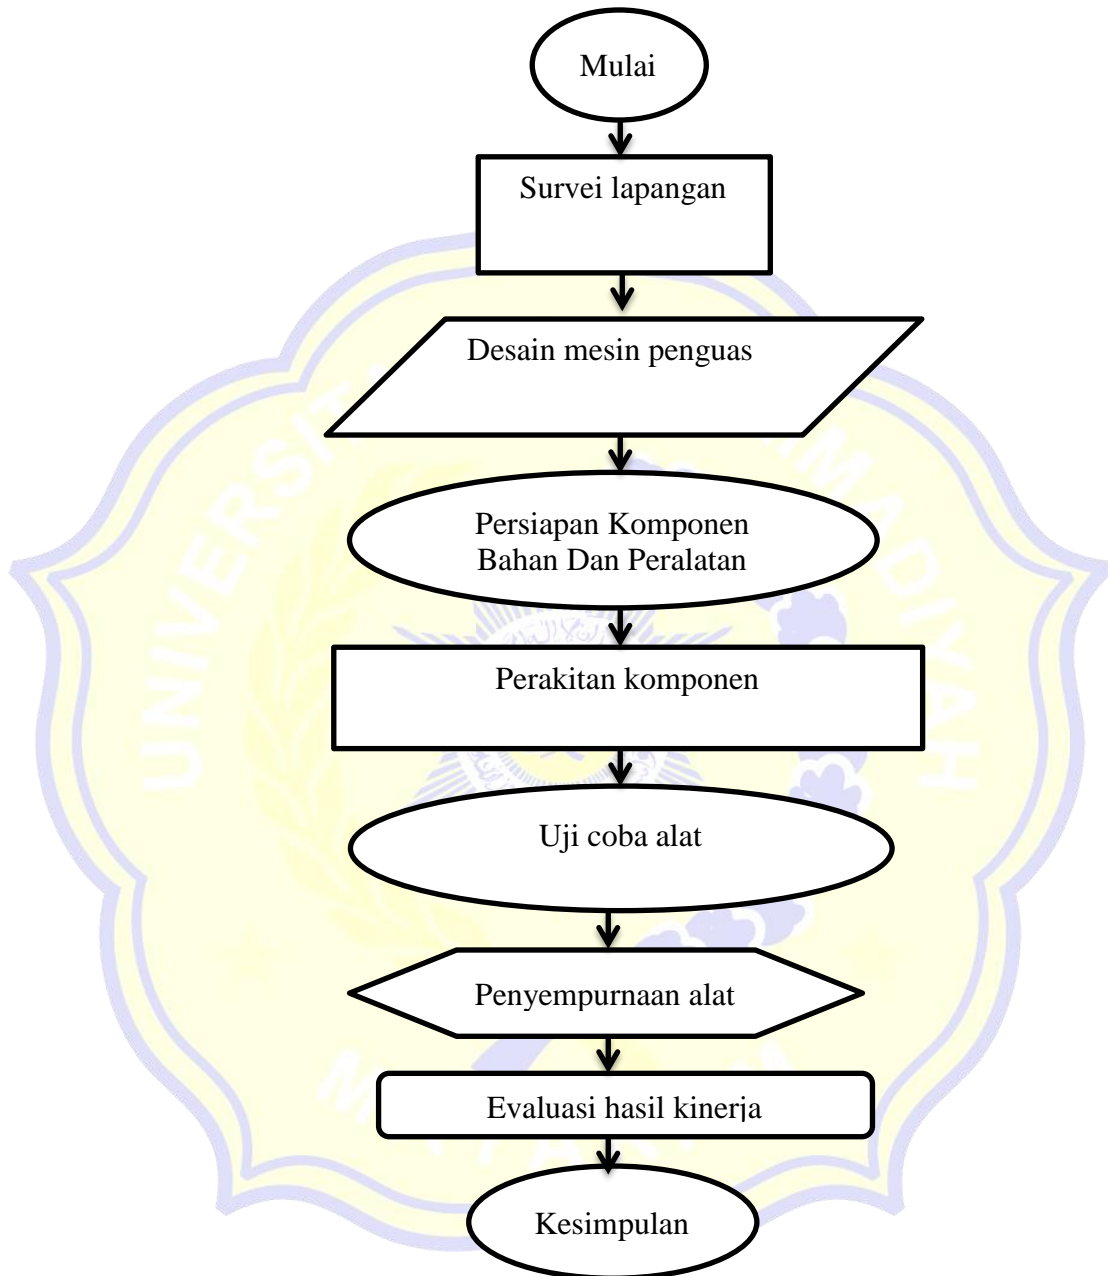 Mulai
Survei lapangan
Desain mesin penguas
Persiapan Komponen
Bahan Dan Peralatan
Perakitan komponen
Uji coba alat
Penyempurnaan alat
Evaluasi hasil kinerja
Kesimpulan